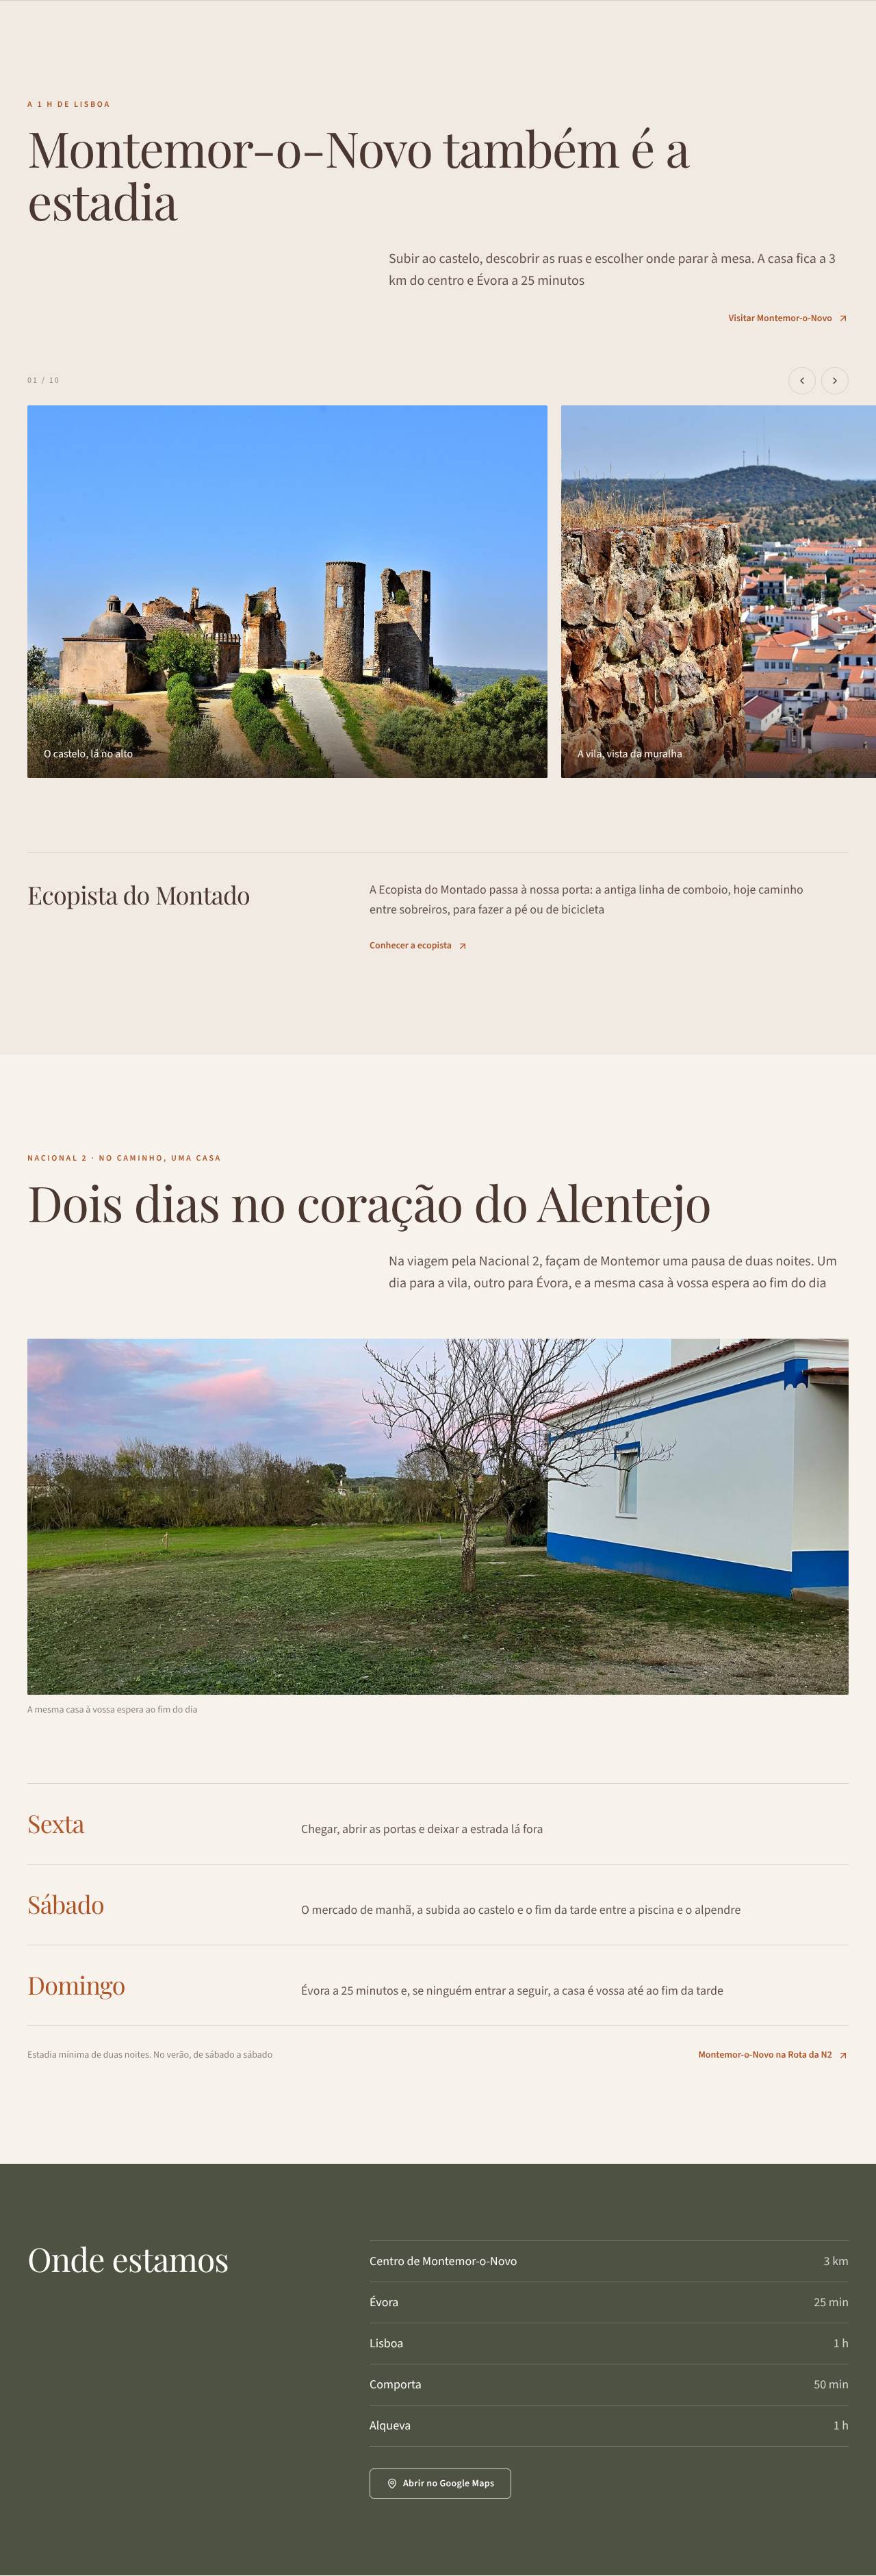 A 1 H DE LISBOA
Montemor-o-Novo também é a
estadia
Subir ao castelo, descobrir as ruas e escolher onde parar à mesa. A casa fica a 3
km do centro e Évora a 25 minutos
Visitar Montemor-o-Novo
01 / 10
O castelo, lá no alto
A vila, vista da muralha
Ecopista do Montado
A Ecopista do Montado passa à nossa porta: a antiga linha de comboio, hoje caminho
entre sobreiros, para fazer a pé ou de bicicleta
Conhecer a ecopista
NACIONAL 2 · NO CAMINHO, UMA CASA
Dois dias no coração do Alentejo
Na viagem pela Nacional 2, façam de Montemor uma pausa de duas noites. Um
dia para a vila, outro para Évora, e a mesma casa à vossa espera ao fim do dia
A mesma casa à vossa espera ao fim do dia
Sexta
Chegar, abrir as portas e deixar a estrada lá fora
Sábado
O mercado de manhã, a subida ao castelo e o fim da tarde entre a piscina e o alpendre
Domingo
Évora a 25 minutos e, se ninguém entrar a seguir, a casa é vossa até ao fim da tarde
Estadia mínima de duas noites. No verão, de sábado a sábado
Montemor-o-Novo na Rota da N2
Onde estamos
Centro de Montemor-o-Novo 3 km
Évora 25 min
Lisboa 1 h
Comporta 50 min
Alqueva 1 h
Abrir no Google Maps